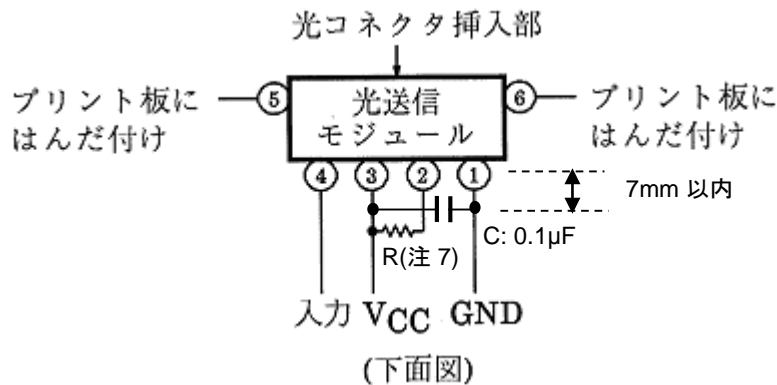 光コネクタ挿入部
プリント板に
はんだ付け
⑤
光送信
モジュール
⑥
プリント板に
はんだ付け
④ ③ ② ①
7mm 以内
C: 0.1μF
R(注 7)
入力 VCC GND
(下面図)